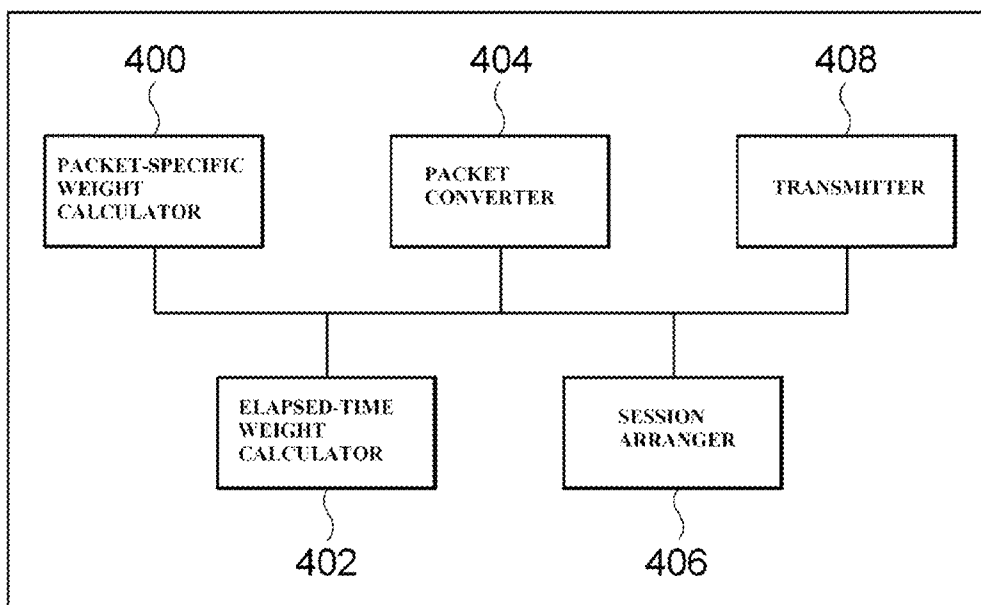 400
404
408
PACKET-SPECIFIC
WEIGHT
CALCULATOR
PACKET
CONVERTER
TRANSMITTER
ELAPSED-TIME
WEIGHT
CALCULATOR
SESSION
ARRANGER
402
406